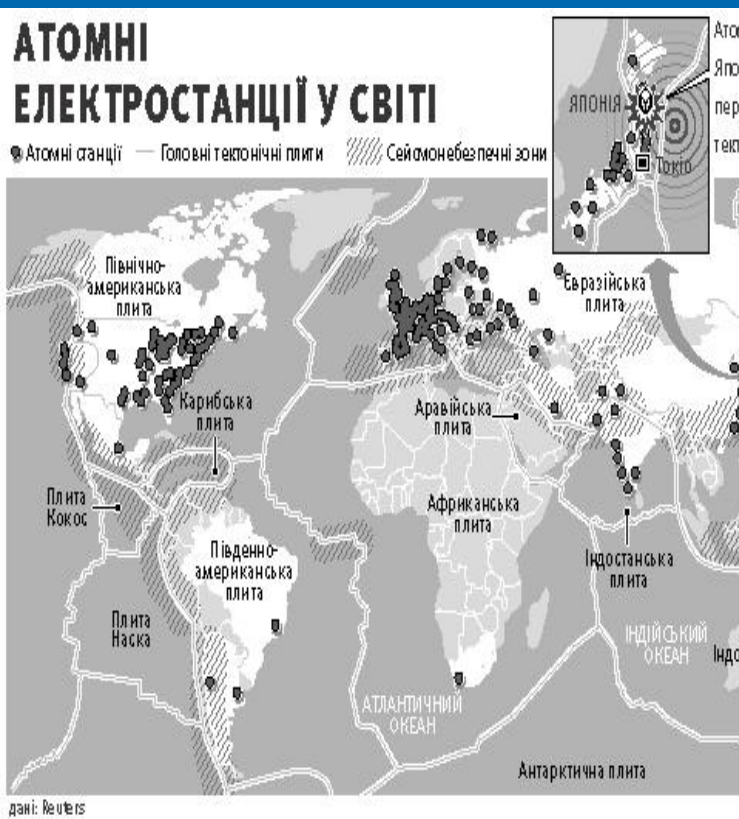 АТОМНІ
ЕЛЕКТРОСТАНЦІЇ У СВІТІ
Атомні станції
Головні тектонічні плити
Сейсмонебезпечні зони
ЯПОНІЯ
Токіо
Північно-
американська
плита
Євразійська
плита
Карибська
плита
Аравійська
плита
Плита
Кокос
Африканська
плита
Південно-
американська
плита
Індостанська
плита
Плита
Наска
ІНДІЙСЬКИЙ
ОКЕАН
АТЛАНТИЧНИЙ
ОКЕАН
Антарктична плита
дані: Reuters